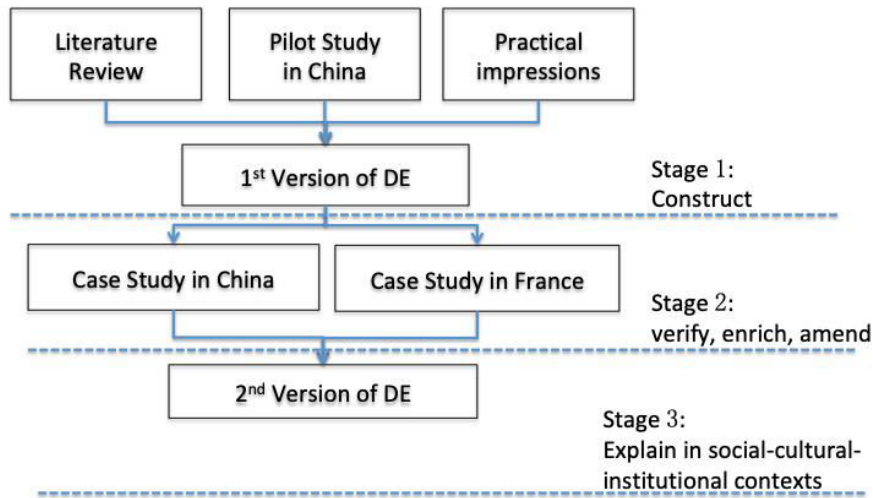 Literature
Review
Pilot Study
in China
Practical
impressions
1st Version of DE
Stage 1:
Construct
Case Study in China
Case Study in France
Stage 2:
verify, enrich, amend
2nd Version of DE
Stage 3:
Explain in social-cultural-
institutional contexts